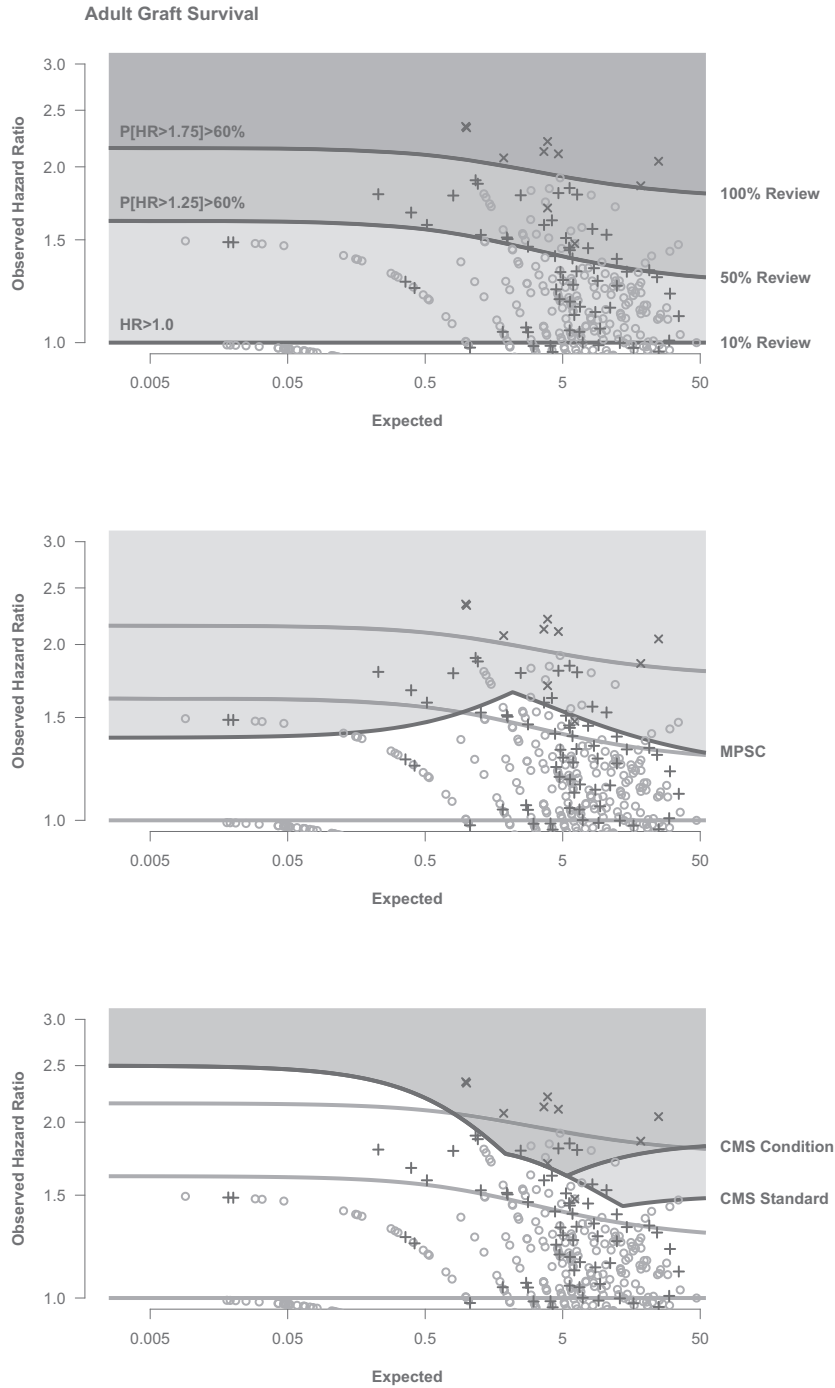 Adult Graft Survival
3.0
2.5
2.0
1.5
1.0
Observed Hazard Ratio
P[HR>1.75]>60%
P[HR>1.25]>60%
HR>1.0
100% Review
50% Review
10% Review
0.005 0.05 0.5 5 50
Expected
3.0
2.5
2.0
1.5
1.0
Observed Hazard Ratio
MPSC
0.005 0.05 0.5 5 50
Expected
3.0
2.5
2.0
1.5
1.0
Observed Hazard Ratio
CMS Condition
CMS Standard
0.005 0.05 0.5 5 50
Expected